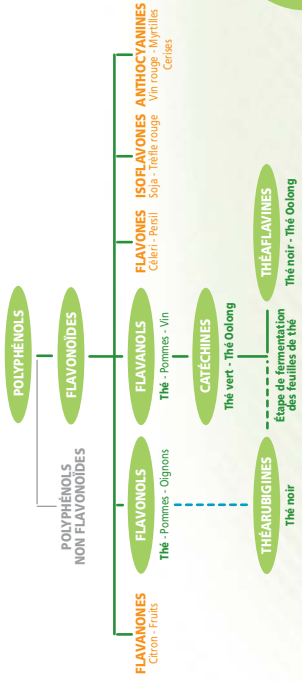 POLYPHÉNOLS
POLYPHÉNOLS
NON FLAVONOÏDES
FLAVONOÏDES
FLAVANONES
Citron - Fruits
FLAVONOLS
Thé - Pommes - Oignons
FLAVANOLS
Thé - Pommes - Vin
FLAVONES
Céleri - Persil
ISOFLAVONES
Soja - Trèfle rouge
ANTHOCYANINES
Vin rouge - Myrtilles
Cerises
CATÉCHINES
Thé vert - Thé Oolong
THÉARUBIGINES
Thé noir
Étape de fermentation
des feuilles de thé
THÉAFLAVINES
Thé noir - Thé Oolong